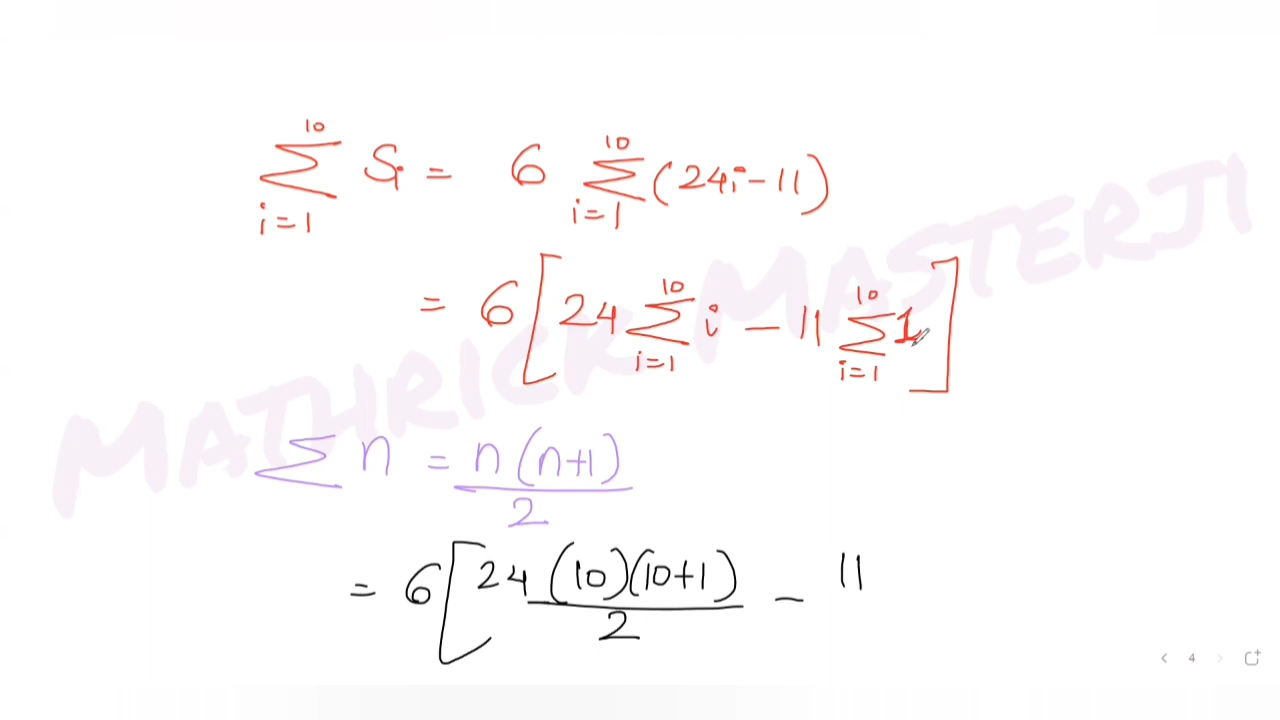 10 10
∑ Si = 6 ∑ (24i-11)
i=1 i=1
10 10
= 6[24 ∑ i - 11 ∑ 1]
i=1 i=1
MATHRICK MASTERJI
∑ n = n(n+1)
2
= 6[24 (10)(10+1) - 11
2
< 4 >